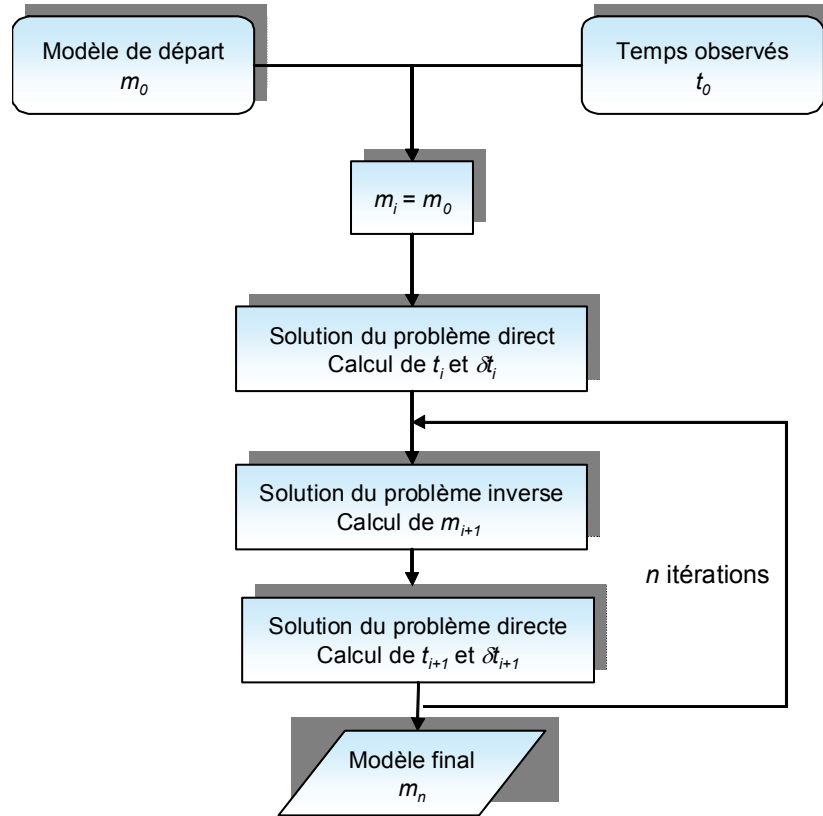 Modèle de départ
m0
Temps observés
t0
mi = m0
Solution du problème direct
Calcul de ti et δti
Solution du problème inverse
Calcul de mi+1
n itérations
Solution du problème directe
Calcul de ti+1 et δti+1
Modèle final
mn